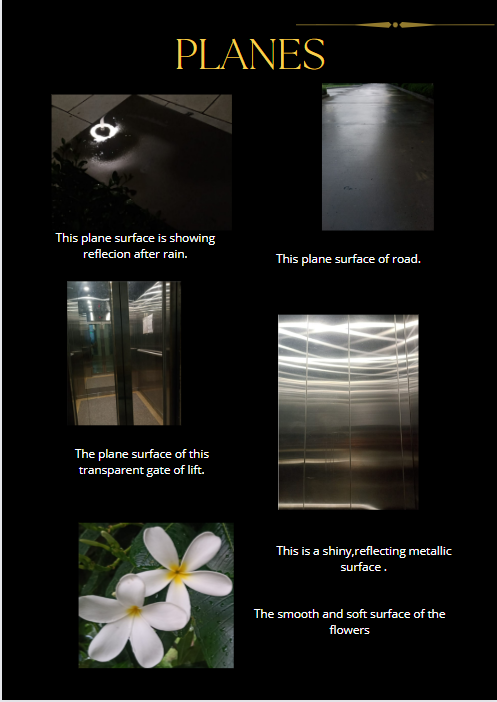 PLANES
This plane surface is showing
reflecion after rain.
This plane surface of road.
The plane surface of this
transparent gate of lift.
This is a shiny,reflecting metallic
surface .
The smooth and soft surface of the
flowers